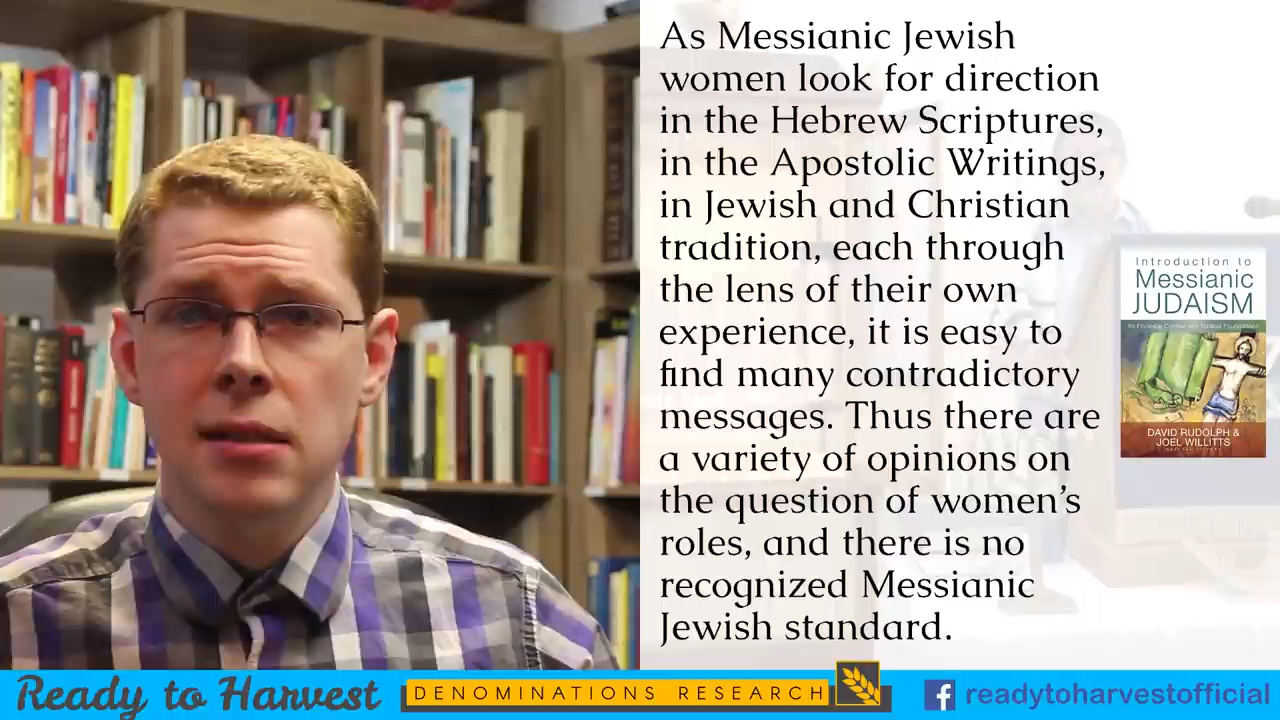 As Messianic Jewish
women look for direction
in the Hebrew Scriptures,
in the Apostolic Writings,
in Jewish and Christian
tradition, each through
the lens of their own
experience, it is easy to
find many contradictory
messages. Thus there are
a variety of opinions on
the question of women's
roles, and there is no
recognized Messianic
Jewish standard.
Introduction to
Messianic
JUDAISM
DAVID RUDOLPH &
JOEL WILLITTS
Ready to Harvest
DENOMINATIONS RESEARCH
readytoharvestofficial